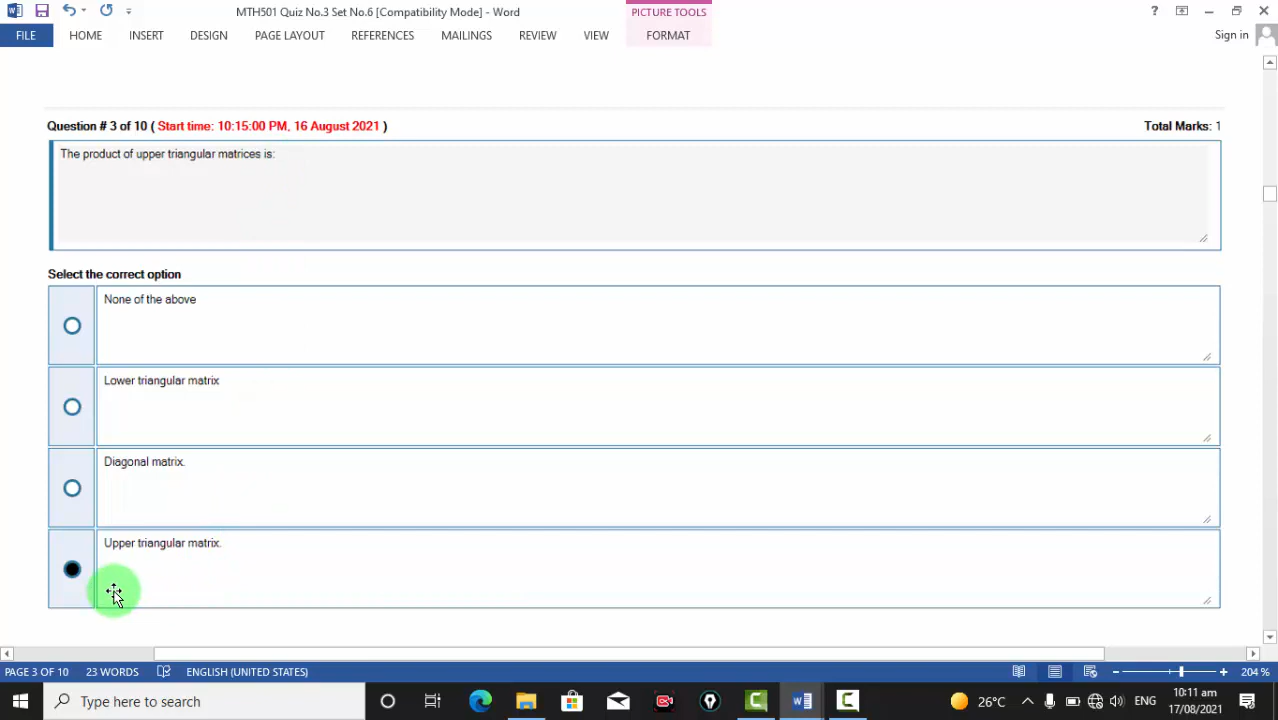 MTH501 Quiz No.3 Set No.6 [Compatibility Mode] - Word
PICTURE TOOLS
?
FILE HOME INSERT DESIGN PAGE LAYOUT REFERENCES MAILINGS REVIEW VIEW FORMAT Sign in
Question # 3 of 10 ( Start time: 10:15:00 PM, 16 August 2021 ) Total Marks: 1
The product of upper triangular matrices is:
Select the correct option
None of the above
Lower triangular matrix
Diagonal matrix.
Upper triangular matrix.
PAGE 3 OF 10 23 WORDS ENGLISH (UNITED STATES) 204 %
Type here to search 26°C ENG 10:11 am
17/08/2021